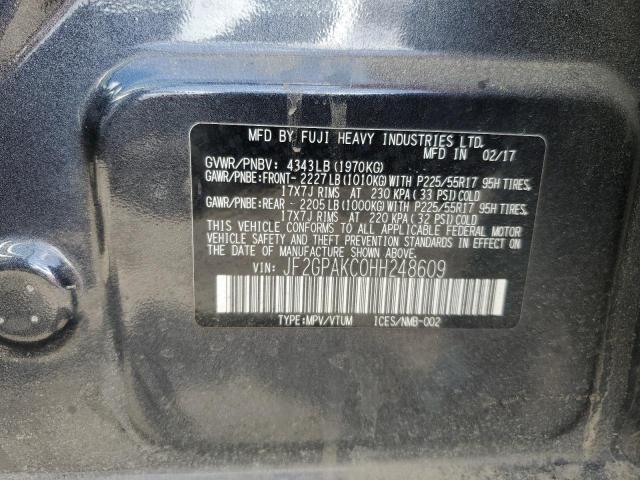 MFD BY FUJI HEAVY INDUSTRIES LTD.
MFD IN 02/17
GVWR/PNBV: 4343LB(1970KG)
GAWR/PNBE:FRONT- 2227LB(1010KG)WITH P225/55R17 95H TIRES,
17X7J RIMS AT 230 KPA(33 PSI)COLD
GAWR/PNBE:REAR - 2205LB(1000KG)WITH P225/55R17 95H TIRES,
17X7J RIMS AT 220 KPA(32 PSI)COLD
THIS VEHICLE CONFORMS TO ALL APPLICABLE FEDERAL MOTOR
VEHICLE SAFETY AND THEFT PREVENTION STANDARDS IN EFFECT ON
THE DATE OF MANUFACTURE SHOWN ABOVE.
VIN: JF2GPAKC0HH248609
TYPE:MPV/VTUM ICES/NMB-002